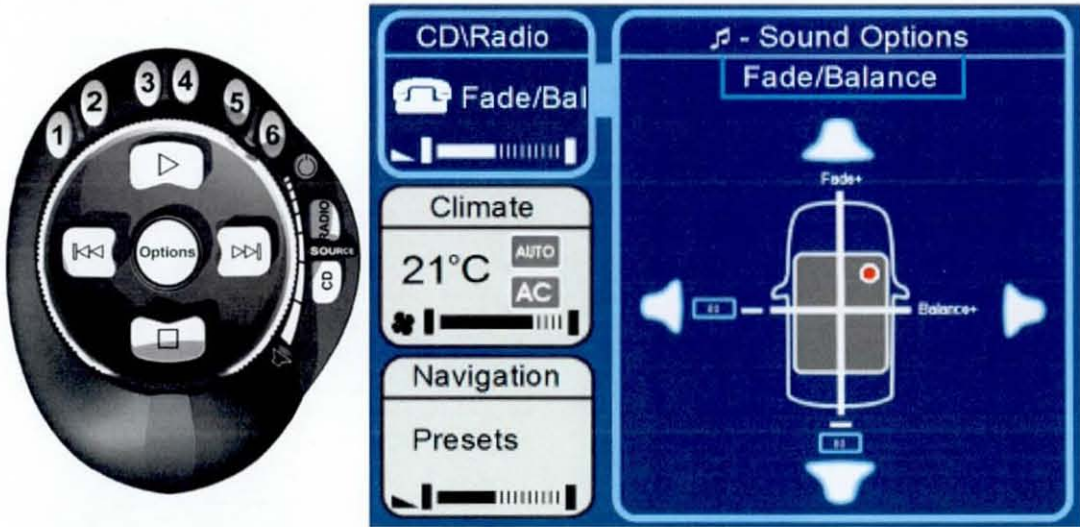 1
2
3
4
5
6
RADIO
SOURCE
CD
Options
CD\Radio
Fade/Bal
Climate
21°C
AUTO
AC
Navigation
Presets
♫ - Sound Options
Fade/Balance
Fade+
Balance+